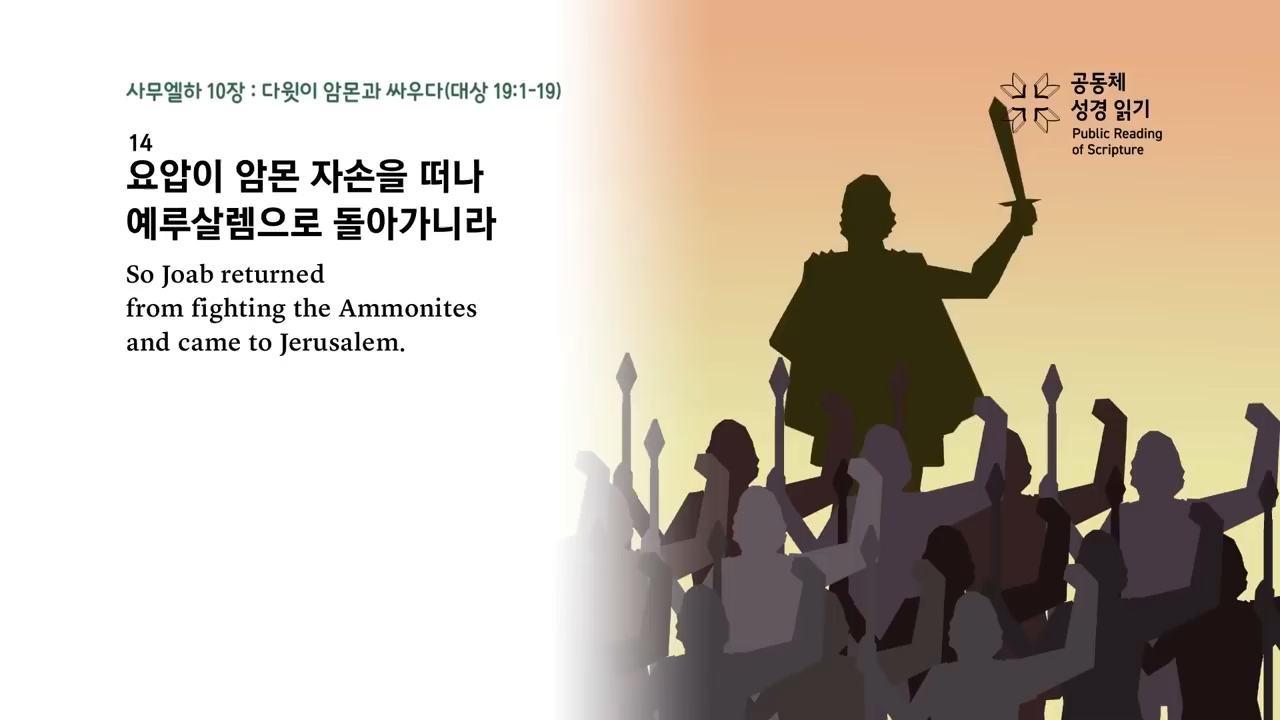 사무엘하 10장 : 다윗이 암몬과 싸우다(대상 19:1-19)
14
요압이 암몬 자손을 떠나
예루살렘으로 돌아가니라
So Joab returned
from fighting the Ammonites
and came to Jerusalem.
공동체
성경 읽기
Public Reading
of Scripture